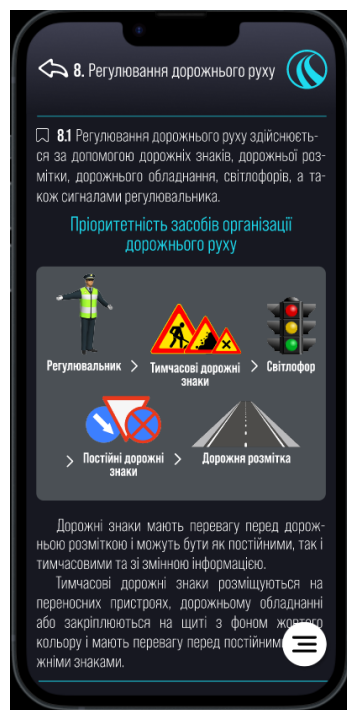 8. Регулювання дорожнього руху
8.1 Регулювання дорожнього руху здійснюєть-
ся за допомогою дорожніх знаків, дорожньої роз-
мітки, дорожнього обладнання, світлофорів, а та-
кож сигналами регулювальника.
Пріоритетність засобів організації
дорожнього руху
Регулювальник > Тимчасові дорожні
знаки > Світлофор
> Постійні дорожні
знаки > Дорожня розмітка
Дорожні знаки мають перевагу перед дорож-
ньою розміткою і можуть бути як постійними, так і
тимчасовими та зі змінною інформацією.
Тимчасові дорожні знаки розміщуються на
переносних пристроях, дорожньому обладнанні
або закріплюються на щиті з фоном жовтого
кольору і мають перевагу перед постійними
жніми знаками.